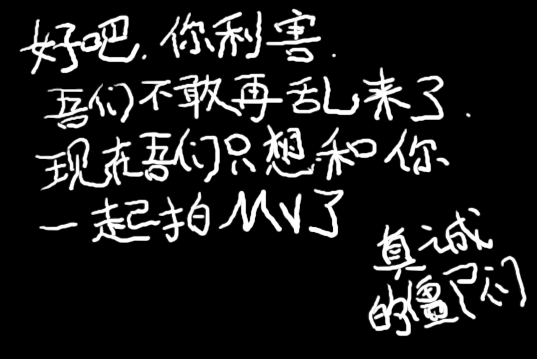 好吧.你利害.
吾们不敢再乱来了.
现在吾们只想和你
一起拍MV了
真之诚
的僵尸们